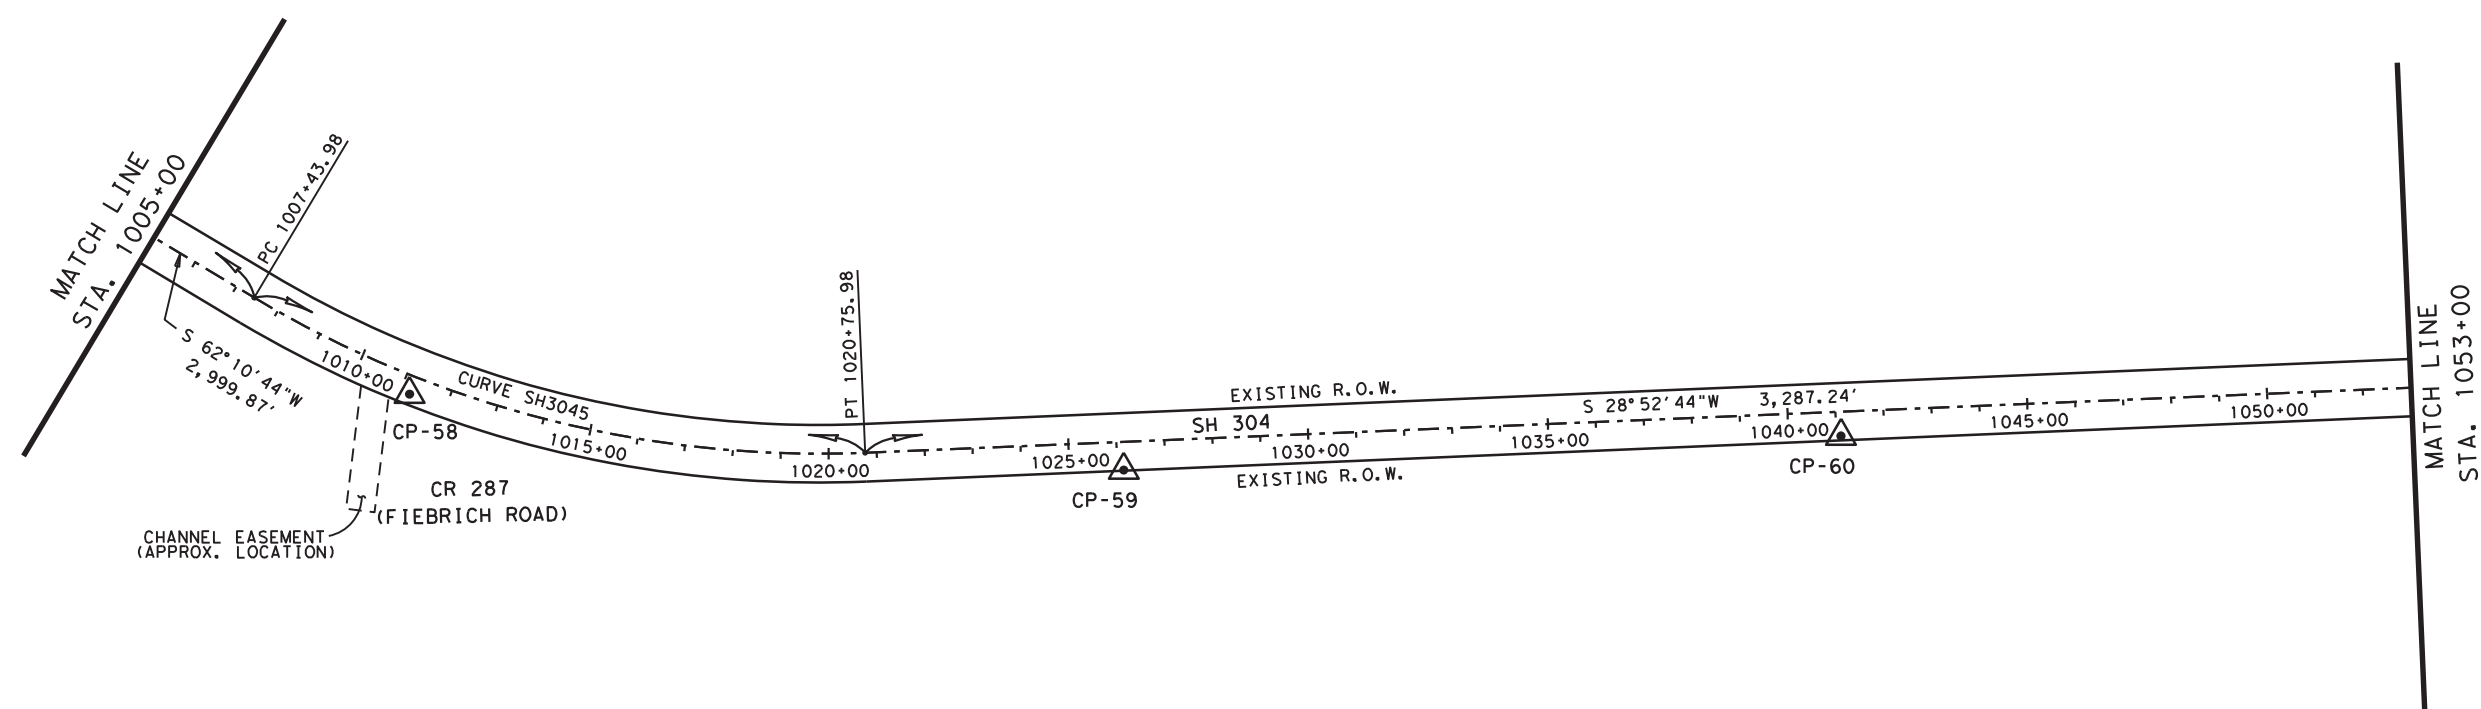 MATCH LINE
STA. 1005+00
PC 1007+43.98
S 62°10'44"W
2,999.87'
1010+00
CP-58
CURVE SH3045
1015+00
CR 287
(FIEBRICH ROAD)
CHANNEL EASEMENT
(APPROX. LOCATION)
PT 1020+75.98
1020+00
1025+00
CP-59
EXISTING R.O.W.
SH 304
1030+00
EXISTING R.O.W.
S 28°52'44"W 3,287.24'
1035+00
1040+00
CP-60
1045+00
1050+00
MATCH LINE
STA. 1053+00